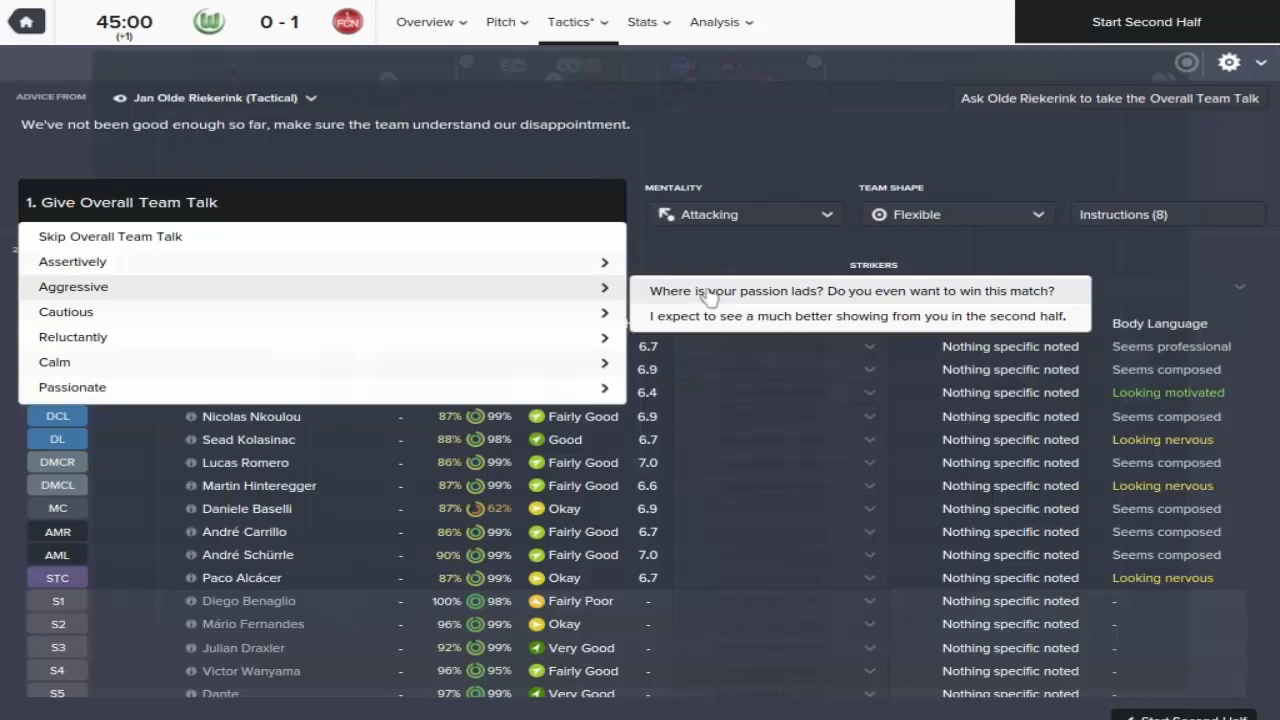 45:00 (+1) 0 - 1 FCN Overview Pitch Tactics* Stats Analysis Start Second Half
ADVICE FROM Jan Olde Riekerink (Tactical) Ask Olde Riekerink to take the Overall Team Talk
We've not been good enough so far, make sure the team understand our disappointment.
1. Give Overall Team Talk
MENTALITY TEAM SHAPE
Attacking Flexible Instructions (8)
Skip Overall Team Talk
Assertively
STRIKERS
Aggressive
Where is your passion lads? Do you even want to win this match?
I expect to see a much better showing from you in the second half.
Cautious
Reluctantly
Calm
Passionate
Body Language
6.7 Nothing specific noted Seems professional
6.9 Nothing specific noted Seems composed
6.4 Nothing specific noted Looking motivated
DCL Nicolas Nkoulou - 87% 99% Fairly Good 6.9 Nothing specific noted Seems composed
DL Sead Kolasinac - 88% 98% Good 6.7 Nothing specific noted Looking nervous
DMCR Lucas Romero - 86% 99% Fairly Good 7.0 Nothing specific noted Seems composed
DMCL Martin Hinteregger - 87% 99% Fairly Good 6.6 Nothing specific noted Looking nervous
MC Daniele Baselli - 87% 62% Okay 6.9 Nothing specific noted Seems composed
AMR André Carrillo - 86% 99% Fairly Good 6.7 Nothing specific noted Seems composed
AML André Schürrle - 90% 99% Fairly Good 7.0 Nothing specific noted Seems composed
STC Paco Alcácer - 87% 99% Okay 6.7 Nothing specific noted Looking nervous
S1 Diego Benaglio - 100% 98% Fairly Poor - Nothing specific noted -
S2 Mário Fernandes - 96% 99% Okay - Nothing specific noted -
S3 Julian Draxler - 92% 99% Very Good - Nothing specific noted -
S4 Victor Wanyama - 96% 95% Fairly Good - Nothing specific noted -
S5 Dante - 97% 99% Very Good - Nothing specific noted -
Start Second Half